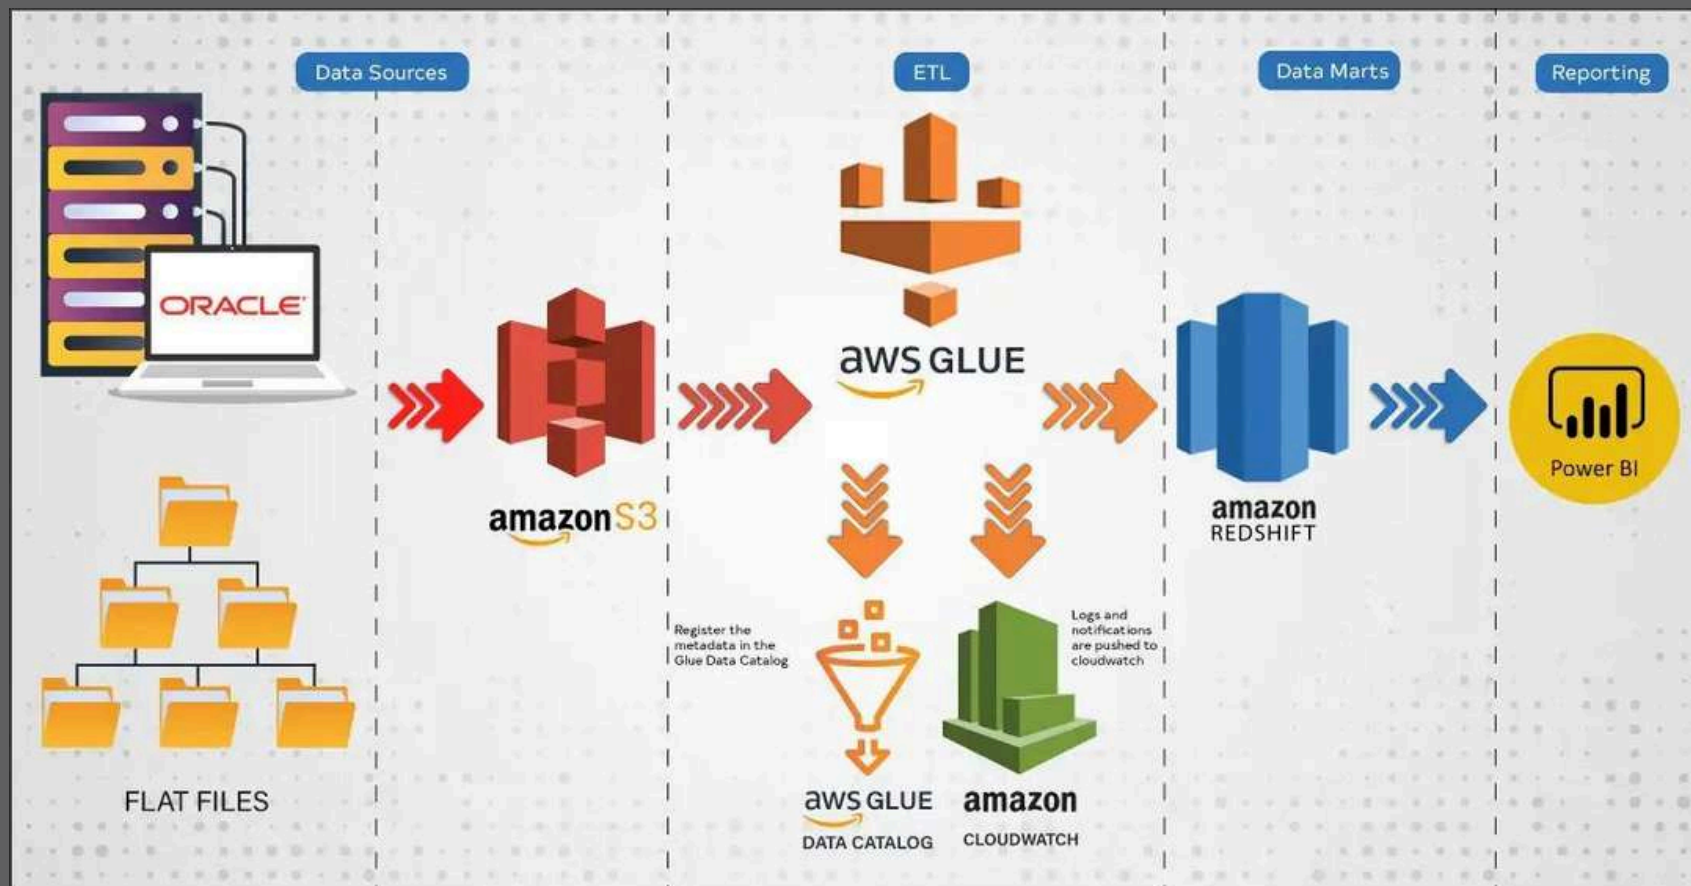 Data Sources
ETL
Data Marts
Reporting
ORACLE
aws GLUE
amazon S3
amazon
REDSHIFT
Power BI
Register the
metadata in the
Glue Data Catalog
Logs and
notifications
are pushed to
cloudwatch
FLAT FILES
aws GLUE
DATA CATALOG
amazon
CLOUDWATCH